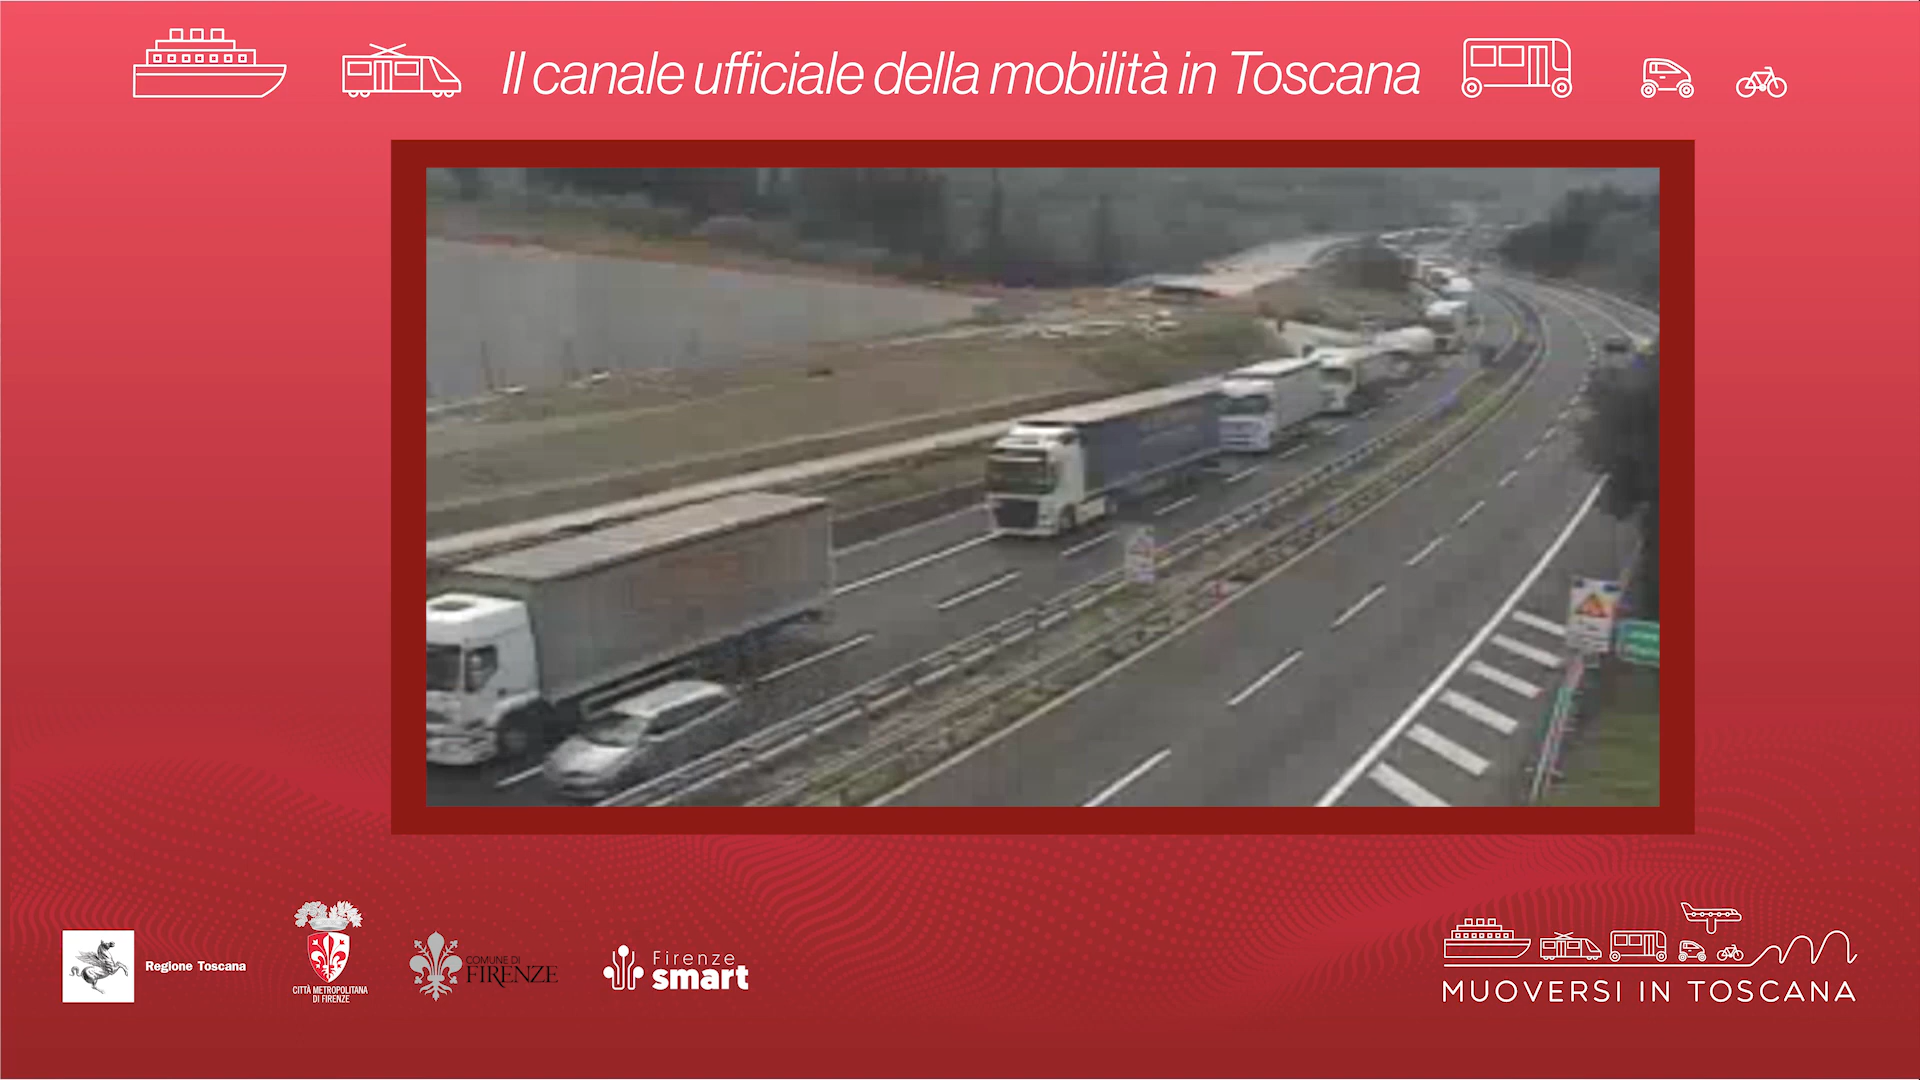 Il canale ufficiale della mobilità in Toscana
Regione Toscana
CITTÀ METROPOLITANA
DI FIRENZE
COMUNE DI
FIRENZE
Firenze
smart
MUOVERSI IN TOSCANA